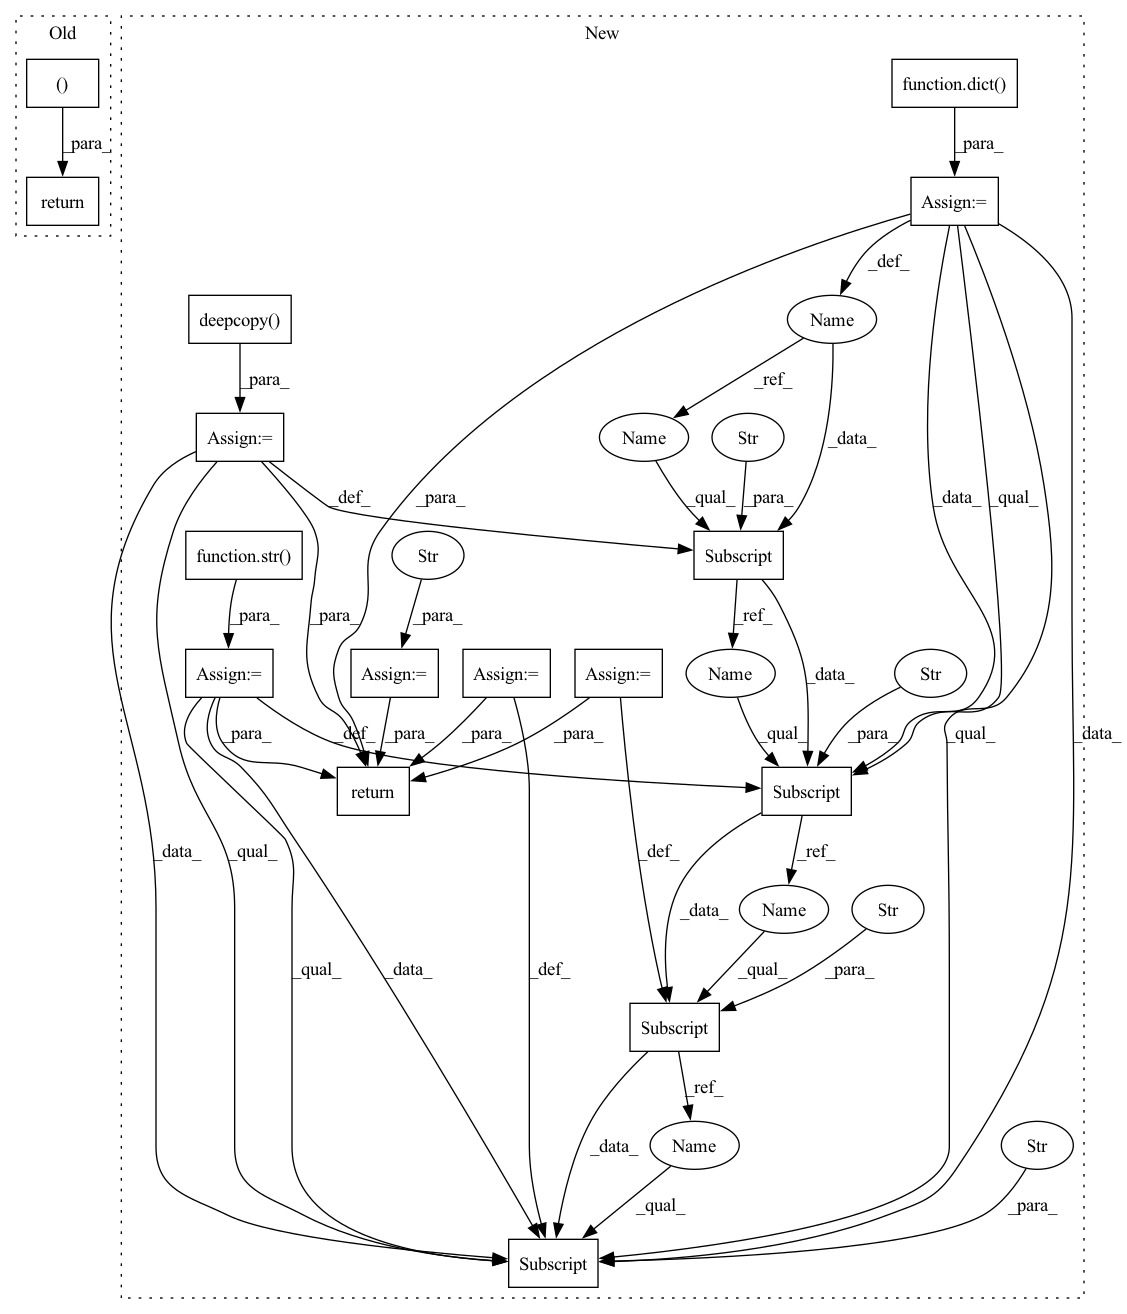 Old
New
()
function.dict()
_para_
_para_
return
Assign:=
_def_
deepcopy()
Name
_para_
_ref_
Assign:=
Name
Str
_data_
_def_
_para_
_qual_
_para_
_data_
_qual_
function.str()
Str
Subscript
_para_
_para_
_para_
_ref_
Assign:=
Assign:=
Assign:=
Assign:=
Name
_data_
Str
_para_
_def_
_para_
_para_
_para_
_qual_
_para_
_qual_
_data_
return
Subscript
_data_
_qual_
_def_
_ref_
_data_
Name
Str
_qual_
_data_
_def_
_qual_
_para_
Subscript
_ref_
_data_
Name
Str
_qual_
_para_
Subscript